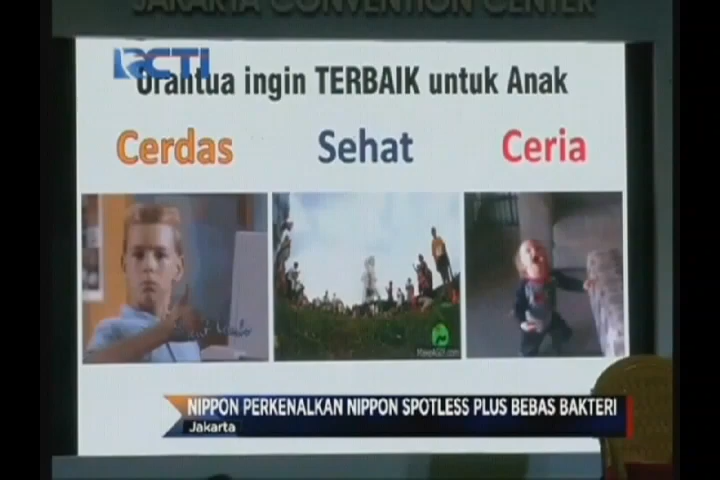 JAKARTA CONVENTION CENTER
RCTI
Orantua ingin TERBAIK untuk Anak
Cerdas Sehat Ceria
NIPPON PERKENALKAN NIPPON SPOTLESS PLUS BEBAS BAKTERI
Jakarta